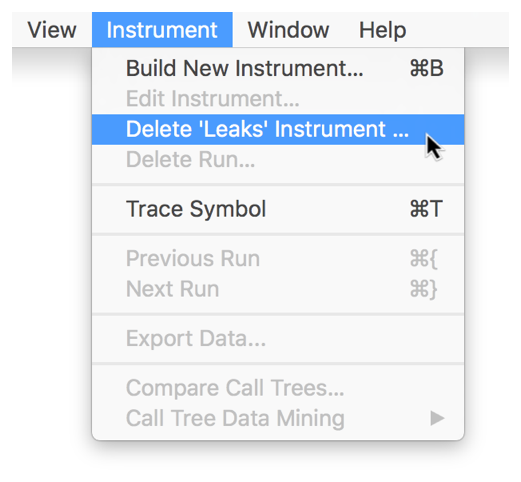 View Instrument Window Help
Build New Instrument... ⌘B
Edit Instrument...
Delete 'Leaks' Instrument ...
Delete Run...
Trace Symbol ⌘T
Previous Run ⌘{
Next Run ⌘}
Export Data...
Compare Call Trees...
Call Tree Data Mining